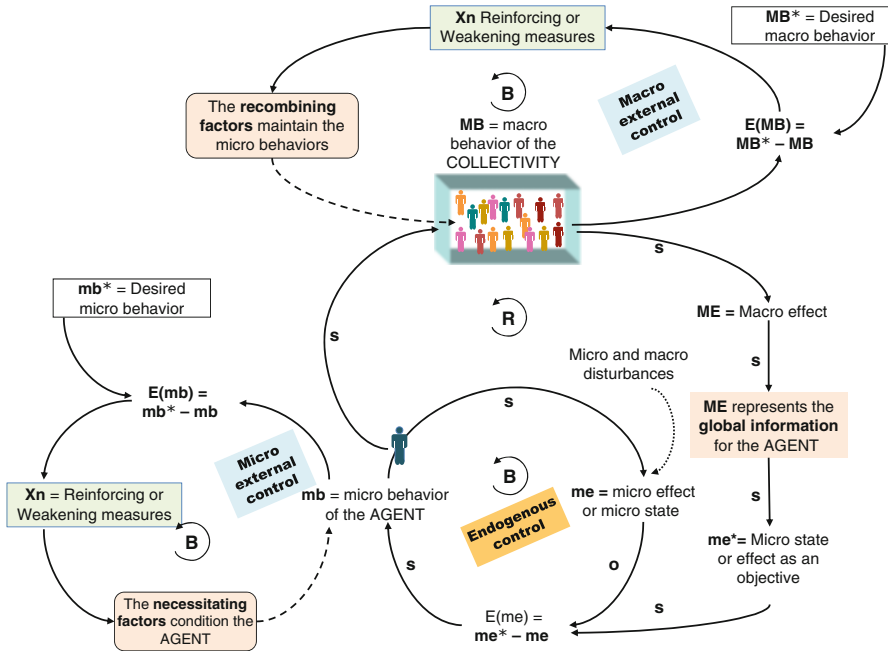 Xn Reinforcing or
Weakening measures
MB* = Desired
macro behavior
The recombining
factors maintain the
micro behaviors
B
Macro
external
control
MB = macro
behavior of the
COLLECTIVITY
E(MB) =
MB* – MB
s
mb* = Desired
micro behavior
R
s
ME = Macro effect
Micro and macro
disturbances
s
E(mb) =
mb* – mb
s
ME represents the
global information
for the AGENT
Micro
external
control
B
s
Xn = Reinforcing or
Weakening measures
mb = micro behavior
of the AGENT
me = micro effect
or micro state
Endogenous
control
B
me*= Micro state
or effect as an
objective
s
o
The necessitating
factors condition the
AGENT
s
E(me) =
me* – me